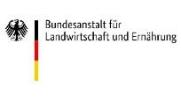 Bundesanstalt für
Landwirtschaft und Ernährung